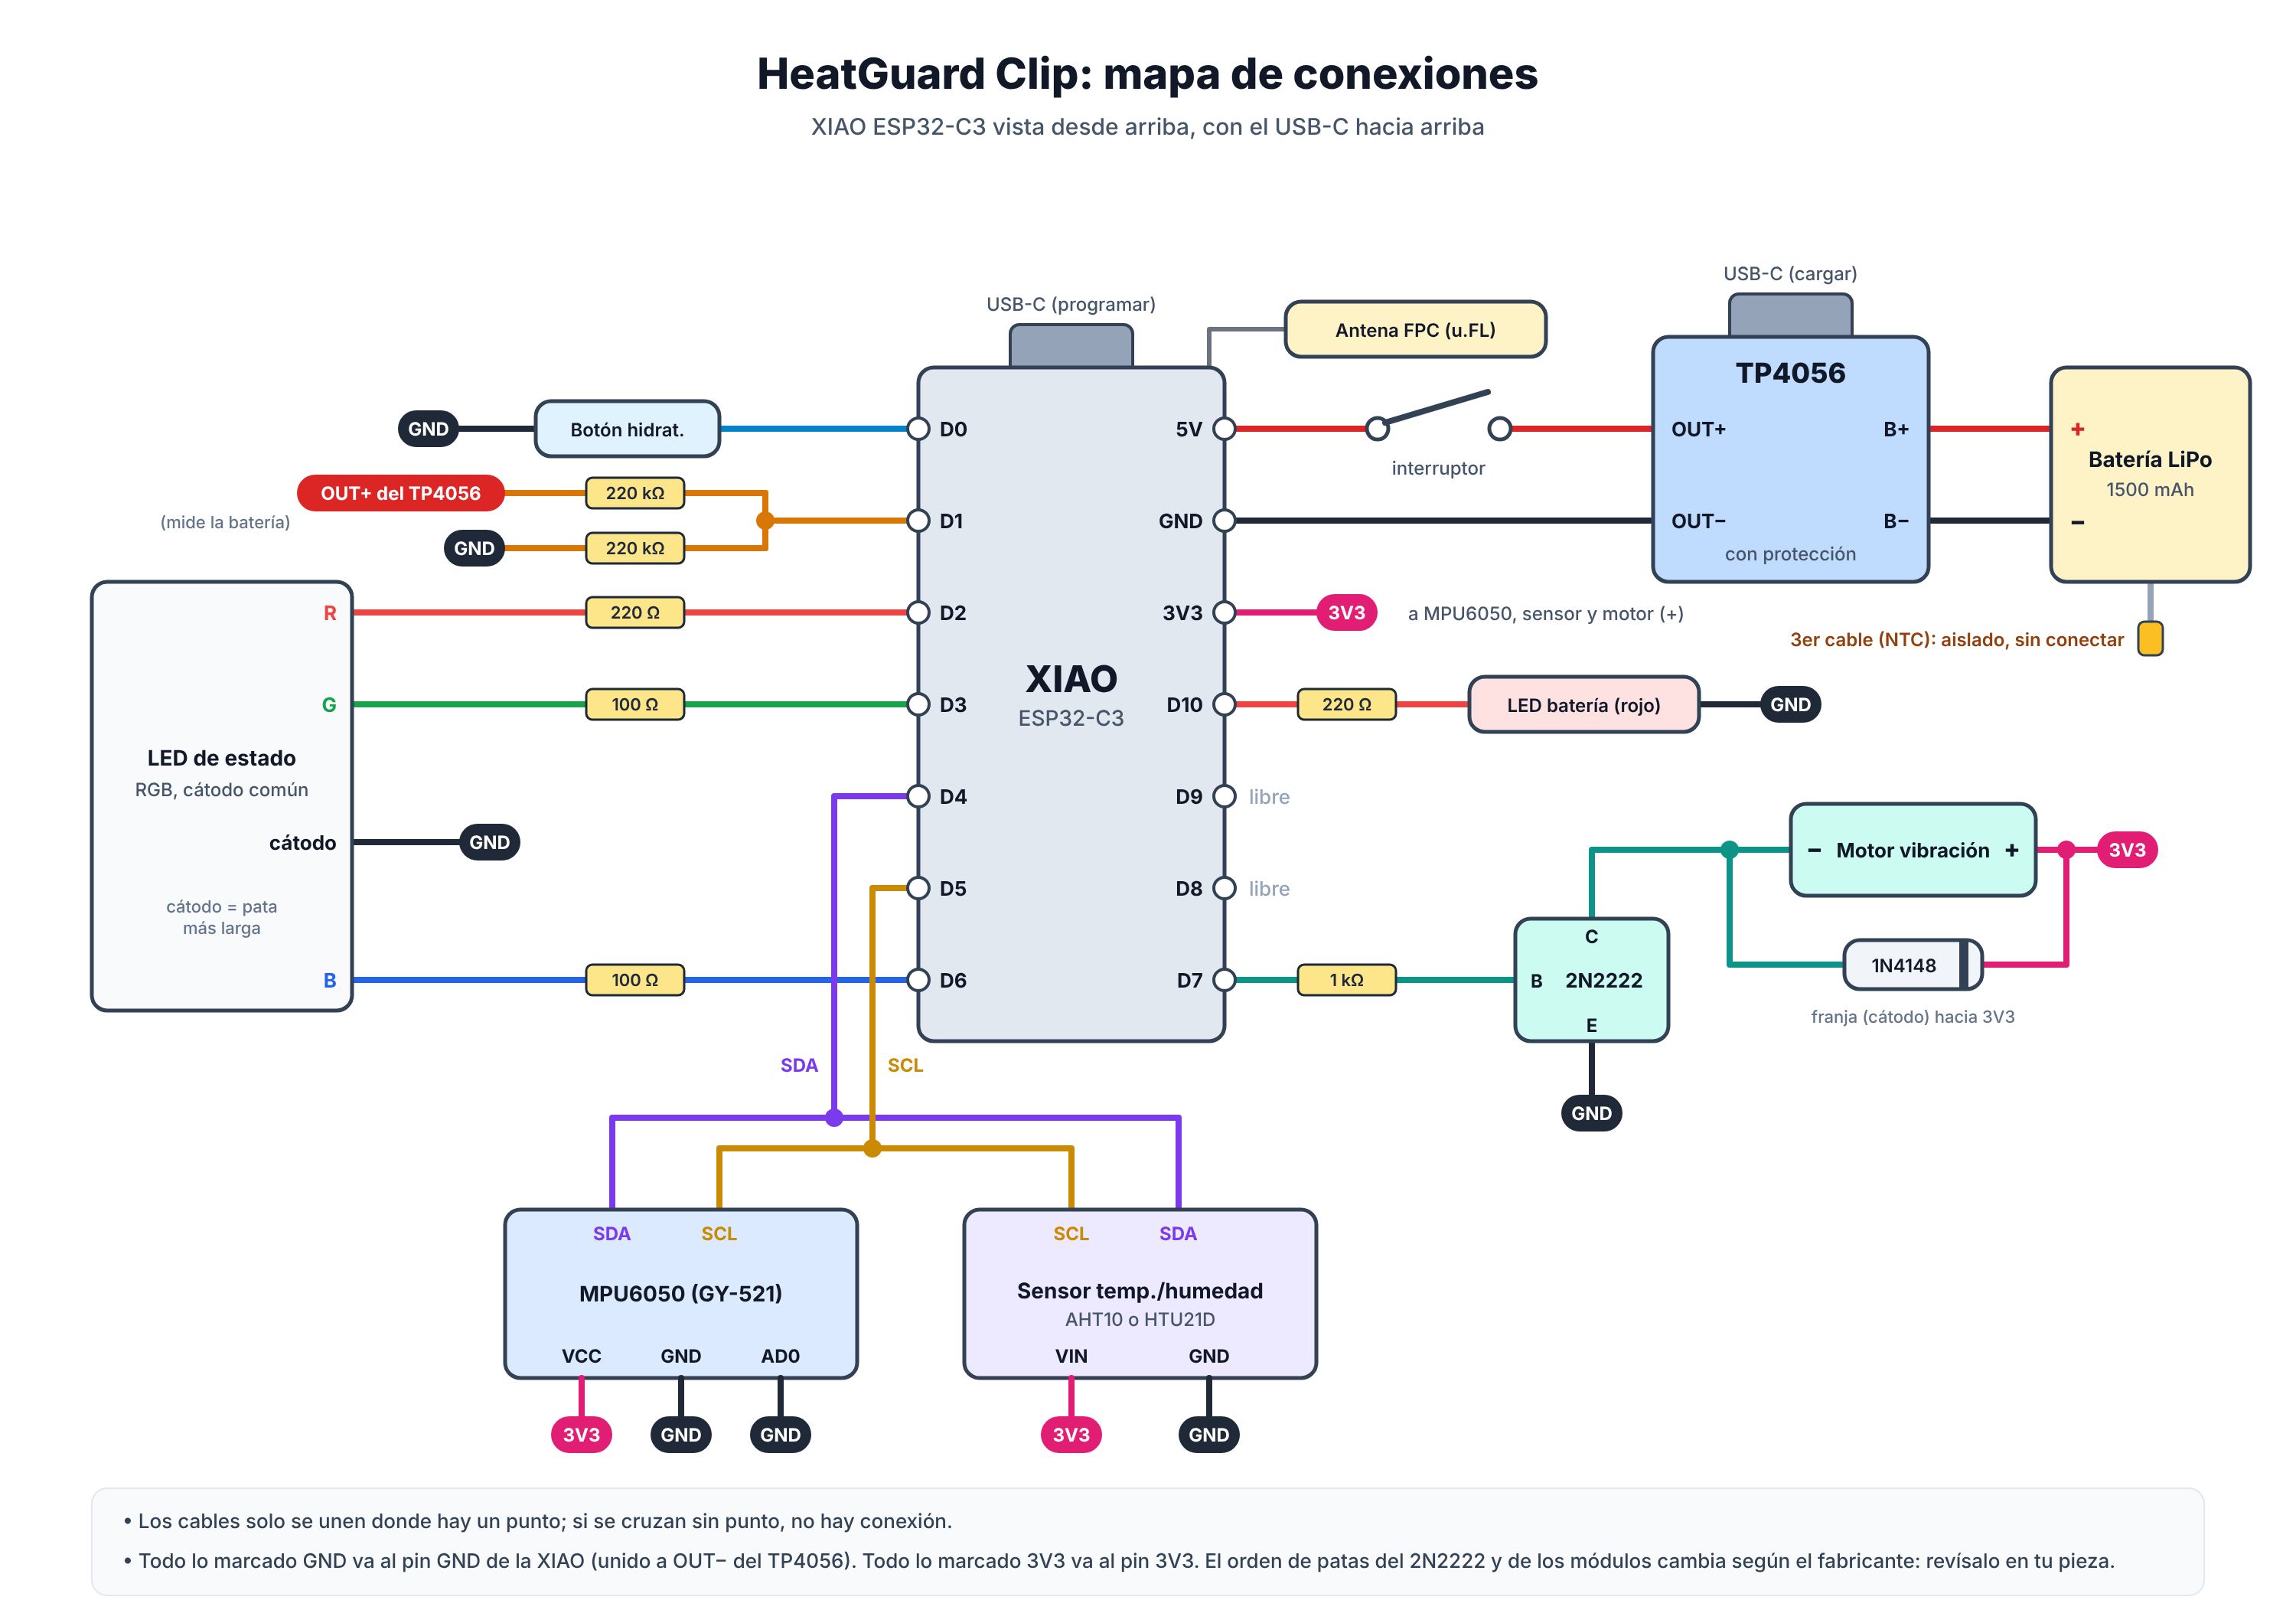 HeatGuard Clip: mapa de conexiones
XIAO ESP32-C3 vista desde arriba, con el USB-C hacia arriba
USB-C (cargar)
USB-C (programar)
Antena FPC (u.FL)
TP4056
GND
Botón hidrat.
D0
5V
OUT+
B+
+
interruptor
Batería LiPo
1500 mAh
OUT+ del TP4056
220 kΩ
(mide la batería)
D1
GND
OUT−
B−
−
GND
220 kΩ
con protección
R
220 Ω
D2
3V3
3V3
a MPU6050, sensor y motor (+)
3er cable (NTC): aislado, sin conectar
XIAO
ESP32-C3
G
100 Ω
D3
D10
220 Ω
LED batería (rojo)
GND
LED de estado
RGB, cátodo común
D4
D9
libre
cátodo
GND
− Motor vibración +
3V3
D5
D8
libre
cátodo = pata
más larga
C
B
100 Ω
D6
D7
1 kΩ
B
2N2222
1N4148
E
franja (cátodo) hacia 3V3
SDA
SCL
GND
SDA
SCL
MPU6050 (GY-521)
VCC
GND
AD0
3V3
GND
GND
SCL
SDA
Sensor temp./humedad
AHT10 o HTU21D
VIN
GND
3V3
GND
• Los cables solo se unen donde hay un punto; si se cruzan sin punto, no hay conexión.
• Todo lo marcado GND va al pin GND de la XIAO (unido a OUT− del TP4056). Todo lo marcado 3V3 va al pin 3V3. El orden de patas del 2N2222 y de los módulos cambia según el fabricante: revísalo en tu pieza.